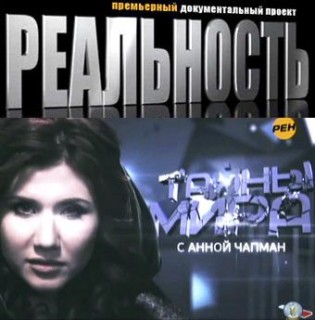 премьерный документальный проект
РЕАЛЬНОСТЬ
РЕН
ТАЙНЫ
МИРА
С АННОЙ ЧАПМАН